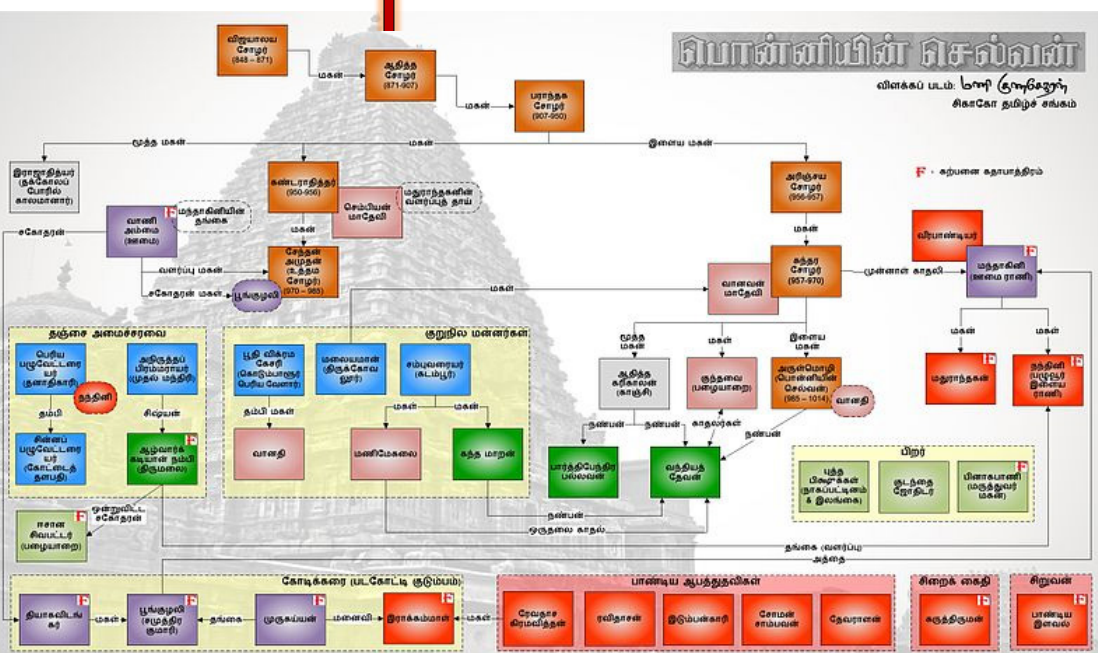 பொன்னியின் செல்வன்
விளக்கப் படம்: மணி குணசேகரன்
சிகாகோ தமிழ்ச் சங்கம்
விஜயாலய
சோழர்
(848 – 871)
மகன்
ஆதித்த
சோழர்
(871-907)
மகன்
பராந்தக
சோழர்
(907-950)
மூத்த மகன்
மகன்
இளைய மகன்
இராஜாதித்யர்
(தக்கோலப்
போரில்
காலமானார்)
கண்டராதித்தர்
(950-956)
செம்பியன்
மாதேவி
மதுராந்தகனின்
வளர்ப்புத் தாய்
அரிஞ்சய
சோழர்
(956-957)
F - கற்பனை கதாபாத்திரம்
சகோதரன்
வாணி
அம்மை
(ஊமை)
F
மந்தாகினியின்
தங்கை
மகன்
மகன்
வளர்ப்பு மகன்
சேந்தன்
அமுதன்
(உத்தம
சோழர்)
(970 – 985)
சகோதரன் மகள்
பூங்குழலி
மகள்
வானவன்
மாதேவி
சுந்தர
சோழர்
(957-970)
முன்னாள் காதலி
வீரபாண்டியர்
மந்தாகினி
(ஊமை ராணி)
F
மூத்த
மகன்
இளைய
மகன்
மகன்
மகள்
ஆதித்த
கரிகாலன்
(காஞ்சி)
குந்தவை
(பழையாறை)
அருள்மொழி
(பொன்னியின்
செல்வன்)
(985 – 1014)
வானதி
மதுராந்தகன்
நந்தினி
(பழுவூர்
இளைய
ராணி)
F
நண்பன்
நண்பன்
காதலர்கள்
நண்பன்
பார்த்திபேந்திர
பல்லவன்
வந்தியத்
தேவன்
தஞ்சை அமைச்சரவை
பெரிய
பழுவேட்டரை
யர்
(தனாதிகாரி)
நந்தினி
அநிருத்தப்
பிரம்மராயர்
(முதல் மந்திரி)
தம்பி
சிஷ்யன்
சின்னப்
பழுவேட்டரை
யர்
(கோட்டைத்
தளபதி)
ஆழ்வார்க்
கடியான் நம்பி
(திருமலை)
F
குறுநில மன்னர்கள்
பூதி விக்ரம
கேசரி
(கொடும்பாளூர்
பெரிய வேளார்)
மலையமான்
(திருக்கோவ
லூர்)
சம்புவரையர்
(கடம்பூர்)
தம்பி மகள்
மகள்
மகன்
வானதி
மணிமேகலை
கந்த மாறன்
நண்பன்
ஒருதலை காதல்
ஒன்றுவிட்ட
சகோதரன்
ஈசான
சிவபட்டர்
(பழையாறை)
F
பிறர்
புத்த
பிக்ஷுக்கள்
(நாகப்பட்டினம்
& இலங்கை)
குடந்தை
ஜோதிடர்
பினாகபாணி
(மருத்துவர்
மகன்)
F
தங்கை (வளர்ப்பு)
அத்தை
கோடிக்கரை (படகோட்டி குடும்பம்)
தியாகவிடங்
கர்
F
மகள்
பூங்குழலி
(சமுத்திர
குமாரி)
F
தங்கை
முருகய்யன்
F
மனைவி
இராக்கம்மாள்
F
மகள்
பாண்டிய ஆபத்துதவிகள்
ரேவதாச
கிரமவித்தன்
ரவிதாசன்
இடும்பன்காரி
சோமன்
சாம்பவன்
தேவராளன்
சிறைக் கைதி
கருத்திருமன்
F
சிறுவன்
பாண்டிய
இளவல்
F